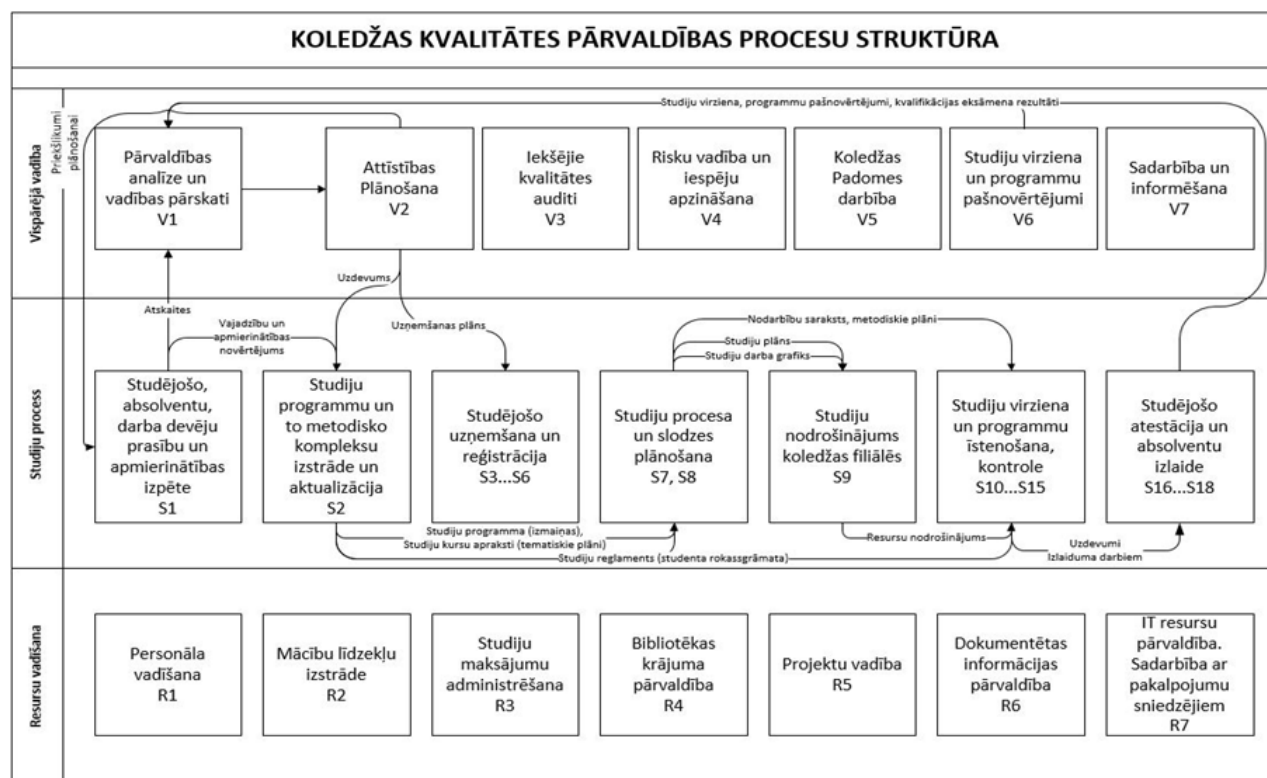 KOLEDŽAS KVALITĀTES PĀRVALDĪBAS PROCESU STRUKTŪRA
Vispārējā vadība
Priekšlikumi
plānošanai
Studiju virziena, programmu pašnovērtējumi, kvalifikācijas eksāmena rezultāti
Pārvaldības
analīze un
vadības pārskati
V1
Attīstības
Plānošana
V2
Iekšējie
kvalitātes
auditi
V3
Risku vadība un
iespēju
apzināšana
V4
Koledžas
Padomes
darbība
V5
Studiju virziena
un programmu
pašnovērtējumi
V6
Sadarbība un
informēšana
V7
Uzdevums
Atskaites
Studiju process
Vajadzību un
apmierinātības
novērtējums
Uzņemšanas plāns
Nodarbību saraksts, metodiskie plāni
Studiju plāns
Studiju darba grafiks
Studējošo,
absolventu,
darba devēju
prasību un
apmierinātības
izpēte
S1
Studiju
programmu un
to metodisko
kompleksu
izstrāde un
aktualizācija
S2
Studējošo
uzņemšana un
reģistrācija
S3...S6
Studiju procesa
un slodzes
plānošana
S7, S8
Studiju
nodrošinājums
koledžas filiālēs
S9
Studiju virziena
un programmu
īstenošana,
kontrole
S10...S15
Studējošo
atestācija un
absolventu
izlaide
S16...S18
Studiju programma (izmaiņas),
Studiju kursu apraksti (tematiskie plāni)
Studiju reglaments (studenta rokassgrāmata)
Resursu nodrošinājums
Uzdevumi
Izlaiduma darbiem
Resursu vadīšana
Personāla
vadīšana
R1
Mācību līdzekļu
izstrāde
R2
Studiju
maksājumu
administrēšana
R3
Bibliotēkas
krājuma
pārvaldība
R4
Projektu vadība
R5
Dokumentētas
informācijas
pārvaldība
R6
IT resursu
pārvaldība.
Sadarbība ar
pakalpojumu
sniedzējiem
R7